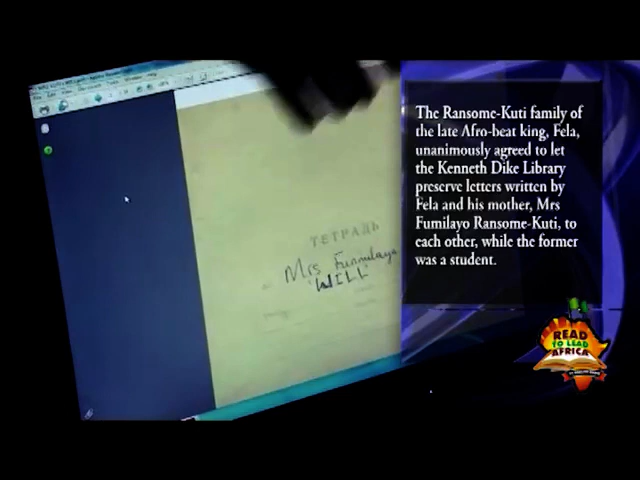 ТЕТРАДЬ
Mrs Funmilayo
"WILL"
The Ransome-Kuti family of
the late Afro-beat king, Fela,
unanimously agreed to let
the Kenneth Dike Library
preserve letters written by
Fela and his mother, Mrs
Fumilayo Ransome-Kuti, to
each other, while the former
was a student.
READ
TO LEAD
AFRICA